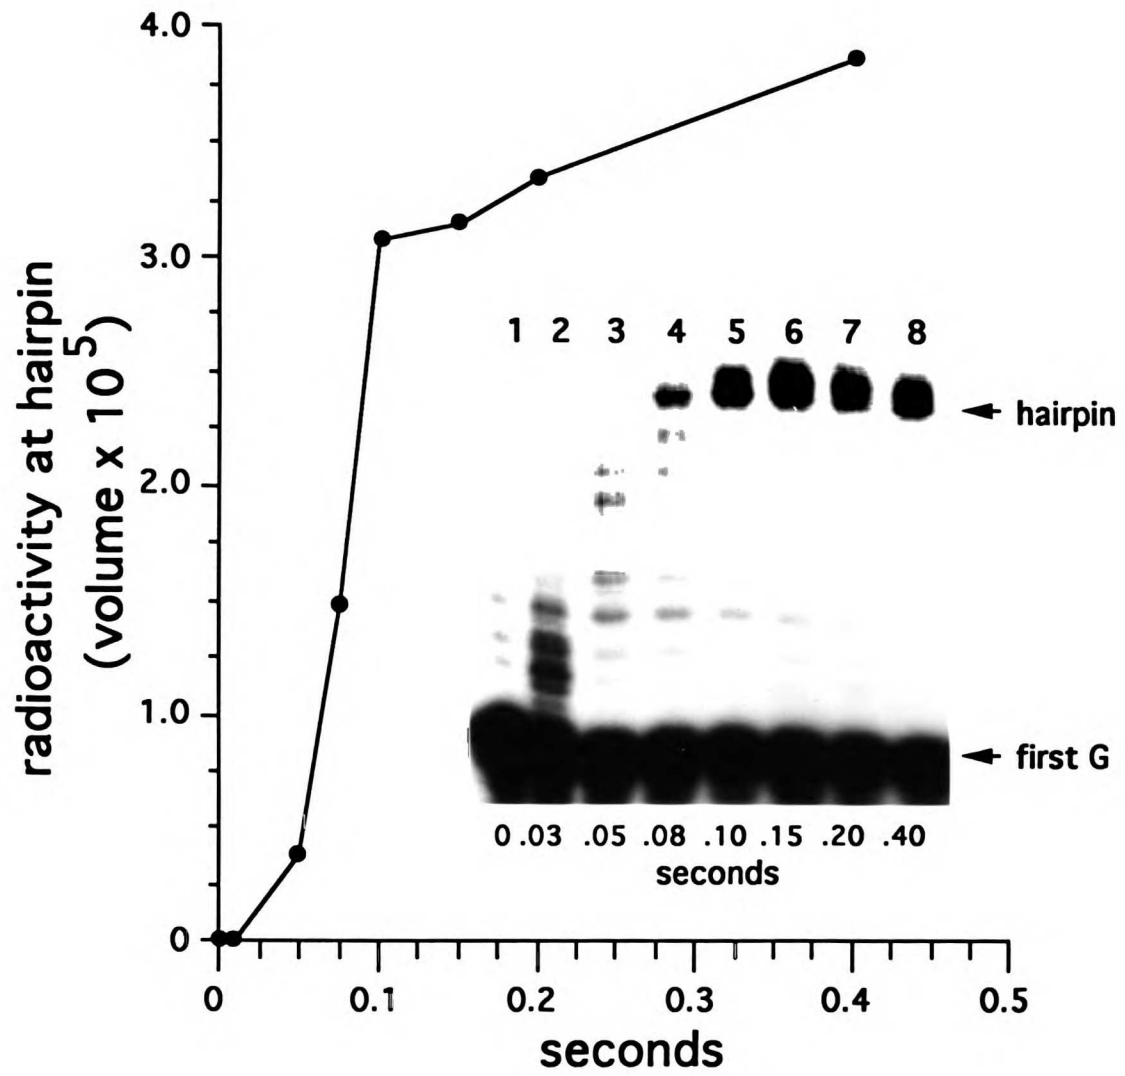 4.0
3.0
2.0
1.0
0
radioactivity at hairpin
(volume x 10 5)
1 2 3 4 5 6 7 8
hairpin
first G
0 .03 .05 .08 .10 .15 .20 .40
seconds
0 0.1 0.2 0.3 0.4 0.5
seconds